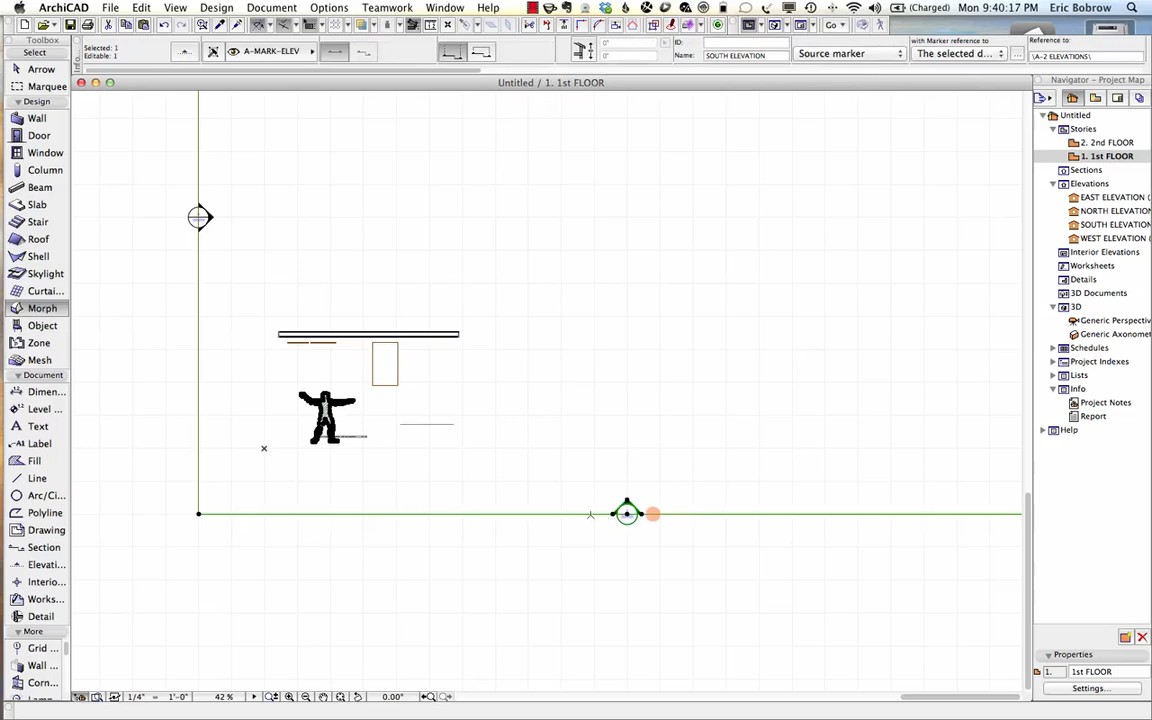 ArchiCAD File Edit View Design Document Options Teamwork Window Help (Charged) Mon 9:40:17 PM Eric Bobrow
Go
Toolbox
Select
Arrow
Marquee
Design
Wall
Door
Window
Column
Beam
Slab
Stair
Roof
Shell
Skylight
Curtai...
Morph
Object
Zone
Mesh
Document
Dimen...
Level ...
Text
Label
Fill
Line
Arc/Ci...
Polyline
Drawing
Section
Elevati...
Interio...
Works...
Detail
More
Grid ...
Wall ...
Corn...
Selected: 1
Editable: 1
A-MARK-ELEV
0"
0"
ID:
Name: SOUTH ELEVATION
Source marker
with Marker reference to
The selected d...
Reference to:
\A-2 ELEVATIONS\
Untitled / 1. 1st FLOOR
1/4" = 1'-0" 42 % 0.00°
Navigator - Project Map
Untitled
Stories
2. 2nd FLOOR
1. 1st FLOOR
Sections
Elevations
EAST ELEVATION (
NORTH ELEVATION
SOUTH ELEVATION
WEST ELEVATION (
Interior Elevations
Worksheets
Details
3D Documents
3D
Generic Perspectiv
Generic Axonomet
Schedules
Project Indexes
Lists
Info
Project Notes
Report
Help
Properties
1. 1st FLOOR
Settings...